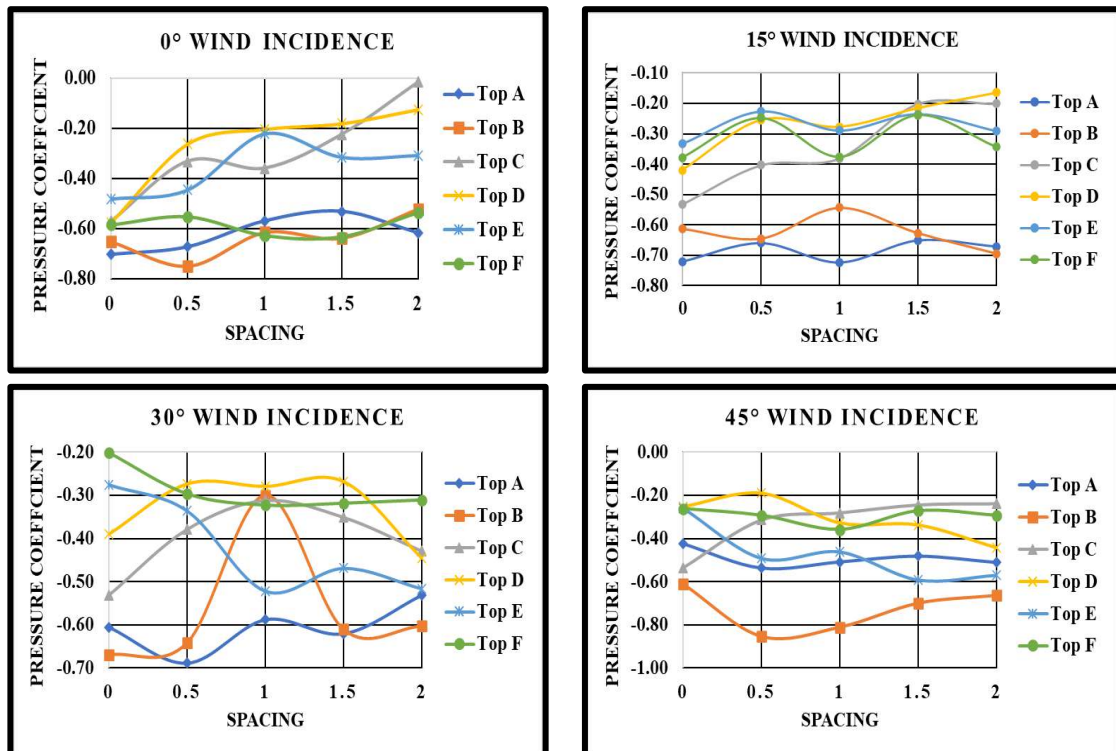 0° WIND INCIDENCE
PRESSURE COEFFCIENT
0.00
-0.20
-0.40
-0.60
-0.80
0 0.5 1 1.5 2
SPACING
Top A
Top B
Top C
Top D
Top E
Top F
15° WIND INCIDENCE
PRESSURE COEFFCIENT
-0.10
-0.20
-0.30
-0.40
-0.50
-0.60
-0.70
-0.80
0 0.5 1 1.5 2
SPACING
Top A
Top B
Top C
Top D
Top E
Top F
30° WIND INCIDENCE
PRESSURE COEFFCIENT
-0.20
-0.30
-0.40
-0.50
-0.60
-0.70
0 0.5 1 1.5 2
SPACING
Top A
Top B
Top C
Top D
Top E
Top F
45° WIND INCIDENCE
PRESSURE COEFFCIENT
0.00
-0.20
-0.40
-0.60
-0.80
-1.00
0 0.5 1 1.5 2
SPACING
Top A
Top B
Top C
Top D
Top E
Top F